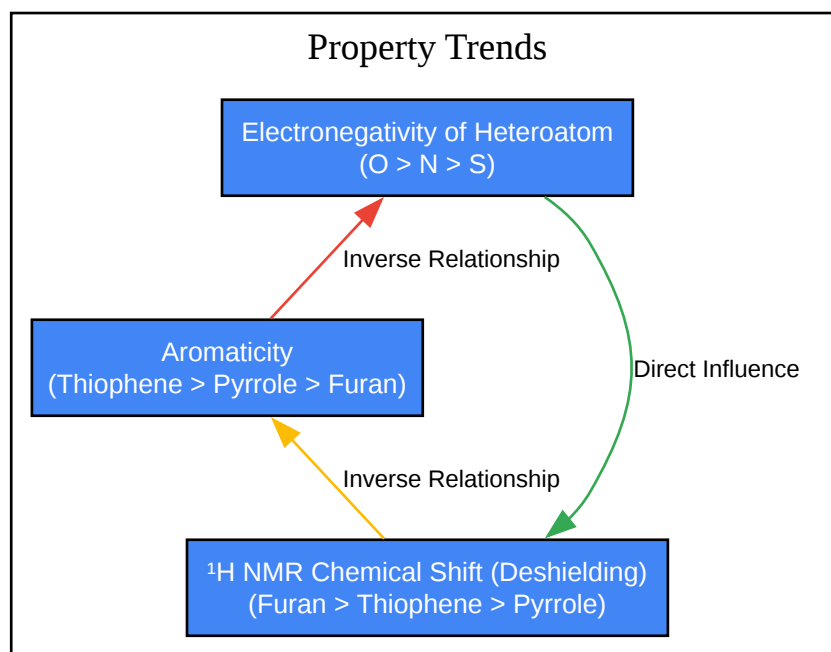 Property Trends
Electronegativity of Heteroatom
(O > N > S)
Inverse Relationship
Aromaticity
(Thiophene > Pyrrole > Furan)
Direct Influence
Inverse Relationship
¹H NMR Chemical Shift (Deshielding)
(Furan > Thiophene > Pyrrole)